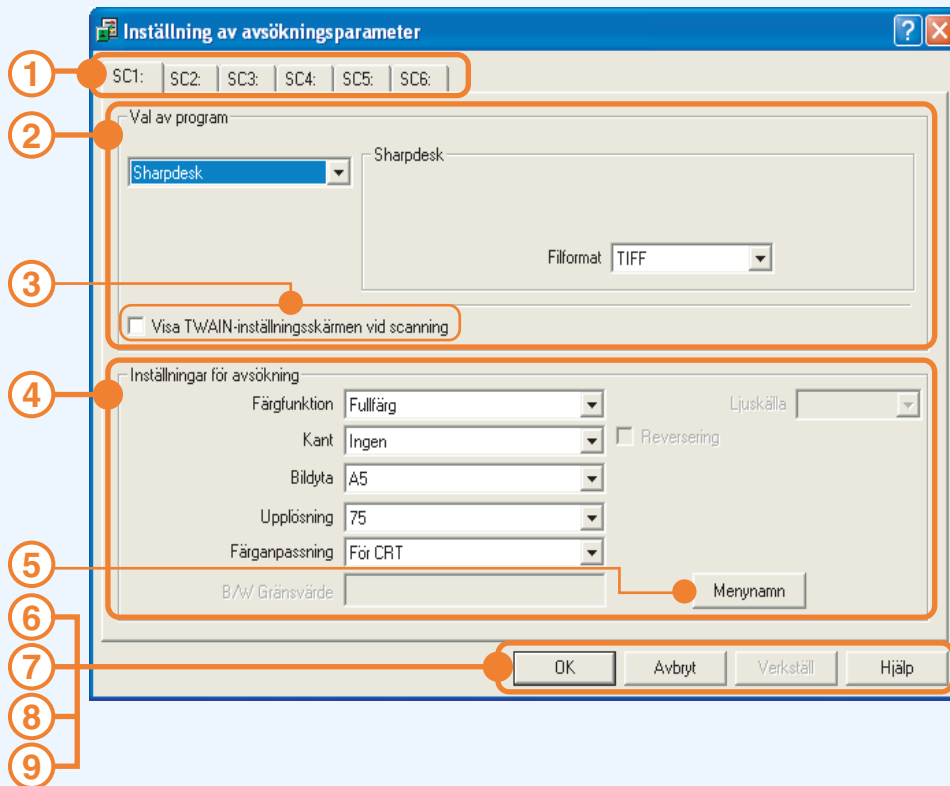 Inställning av avsökningsparameter
1
SC1: SC2: SC3: SC4: SC5: SC6:
2
Val av program
Sharpdesk
Sharpdesk
Filformat TIFF
3
Visa TWAIN-inställningsskärmen vid scanning
4
Inställningar för avsökning
Färgfunktion Fullfärg Ljuskälla
Kant Ingen Reversering
Bildyta A5
Upplösning 75
Färganpassning För CRT
5
B/W Gränsvärde Menynamn
6
7
OK Avbryt Verkställ Hjälp
8
9